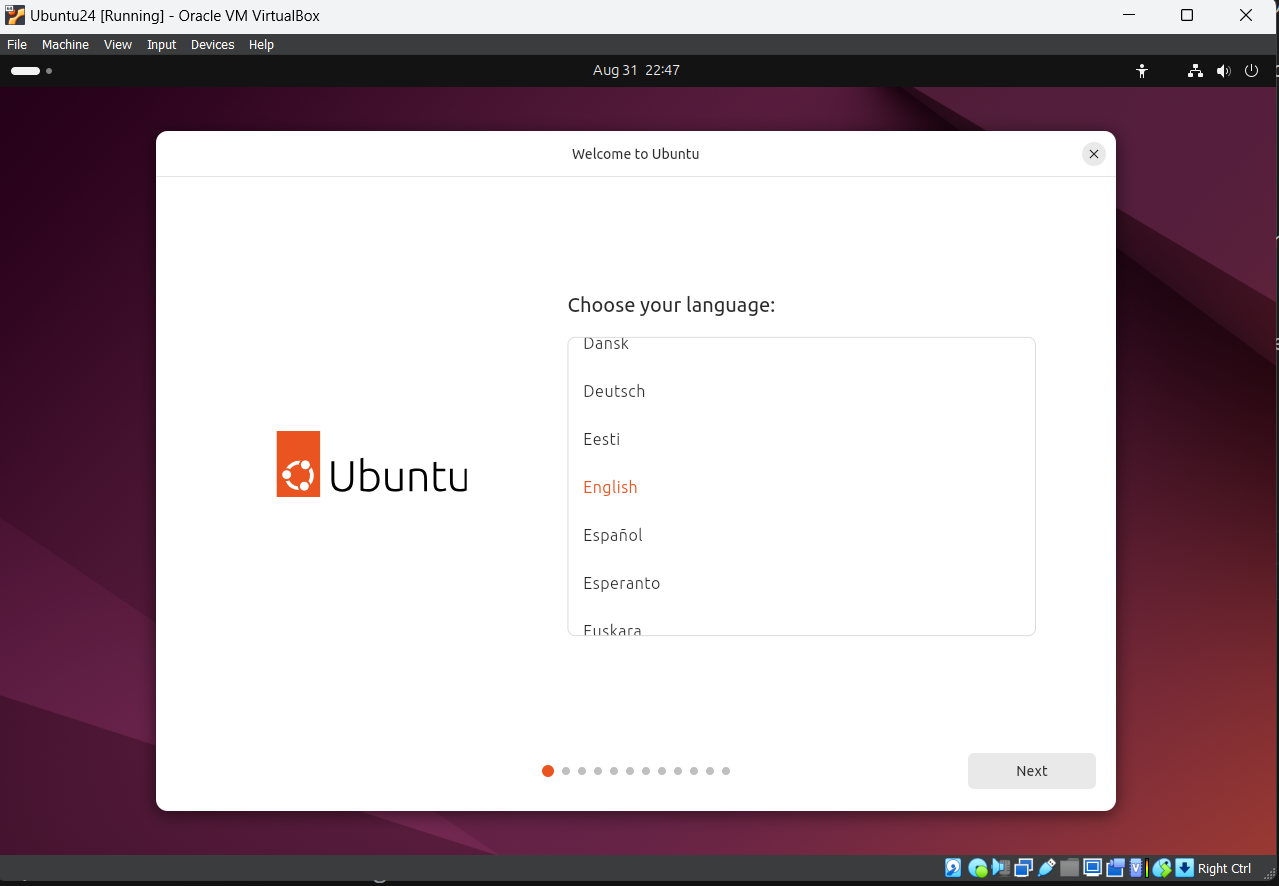 Ubuntu24 [Running] - Oracle VM VirtualBox
File Machine View Input Devices Help
Aug 31 22:47
Welcome to Ubuntu
Choose your language:
Dansk
Deutsch
Eesti
English
Ubuntu
Español
Esperanto
Euskara
Next
Right Ctrl